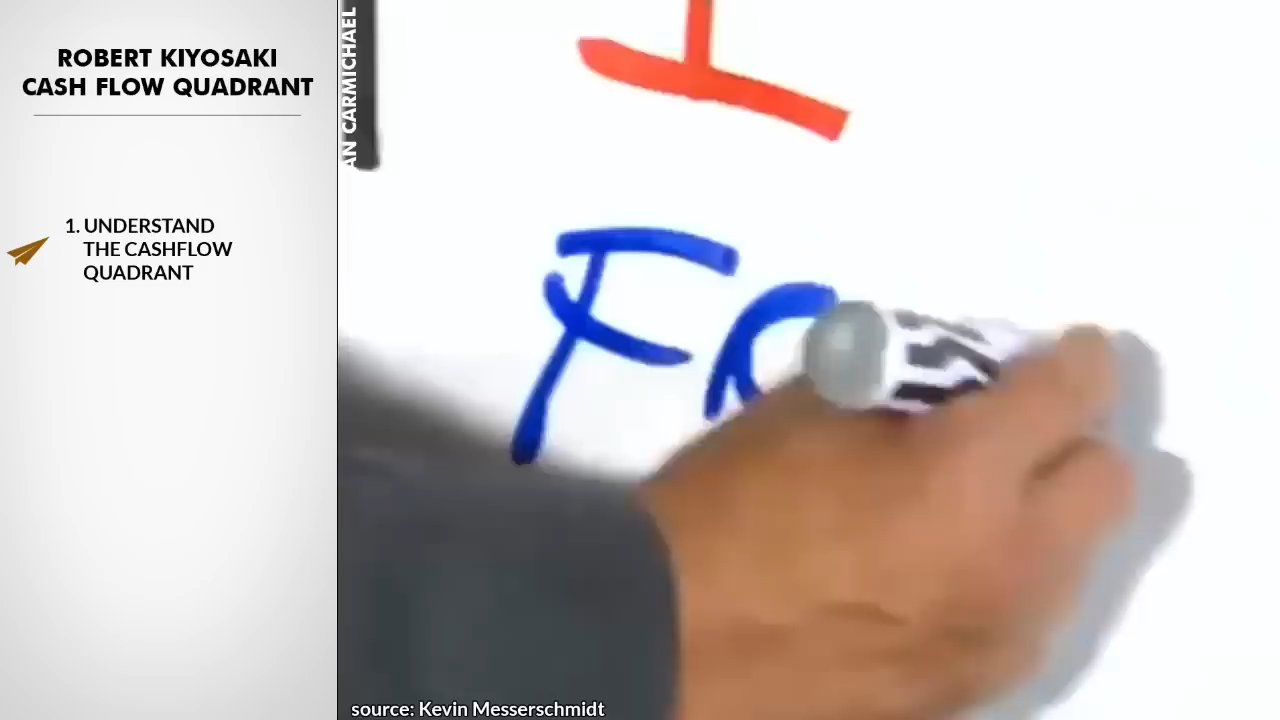 ROBERT KIYOSAKI
CASH FLOW QUADRANT
1. UNDERSTAND
THE CASHFLOW
QUADRANT
AN CARMICHAEL
I
source: Kevin Messerschmidt